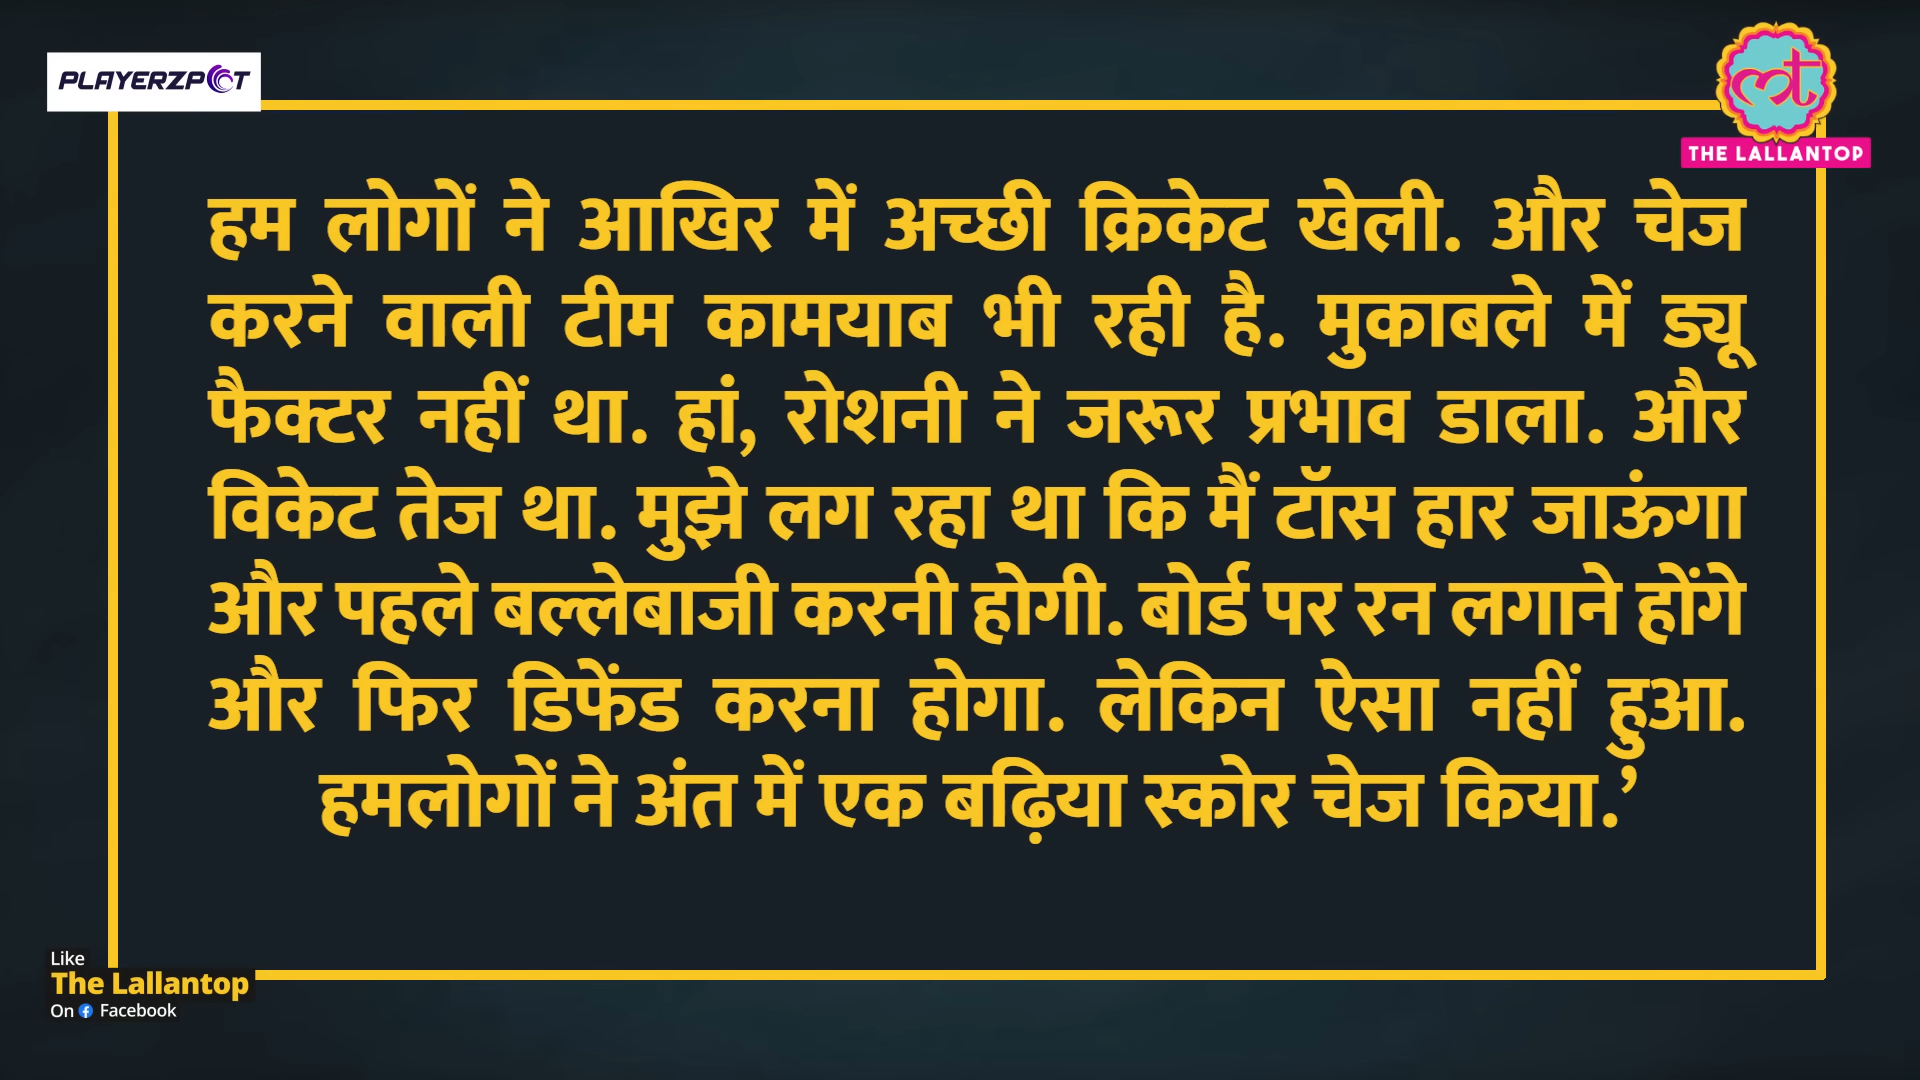 PLAYERZPOT
THE LALLANTOP
हम लोगों ने आखिर में अच्छी क्रिकेट खेली. और चेज
करने वाली टीम कामयाब भी रही है. मुकाबले में ड्यू
फैक्टर नहीं था. हां, रोशनी ने जरूर प्रभाव डाला. और
विकेट तेज था. मुझे लग रहा था कि मैं टॉस हार जाऊंगा
और पहले बल्लेबाजी करनी होगी. बोर्ड पर रन लगाने होंगे
और फिर डिफेंड करना होगा. लेकिन ऐसा नहीं हुआ.
हमलोगों ने अंत में एक बढ़िया स्कोर चेज किया.’
Like
The Lallantop
On Facebook